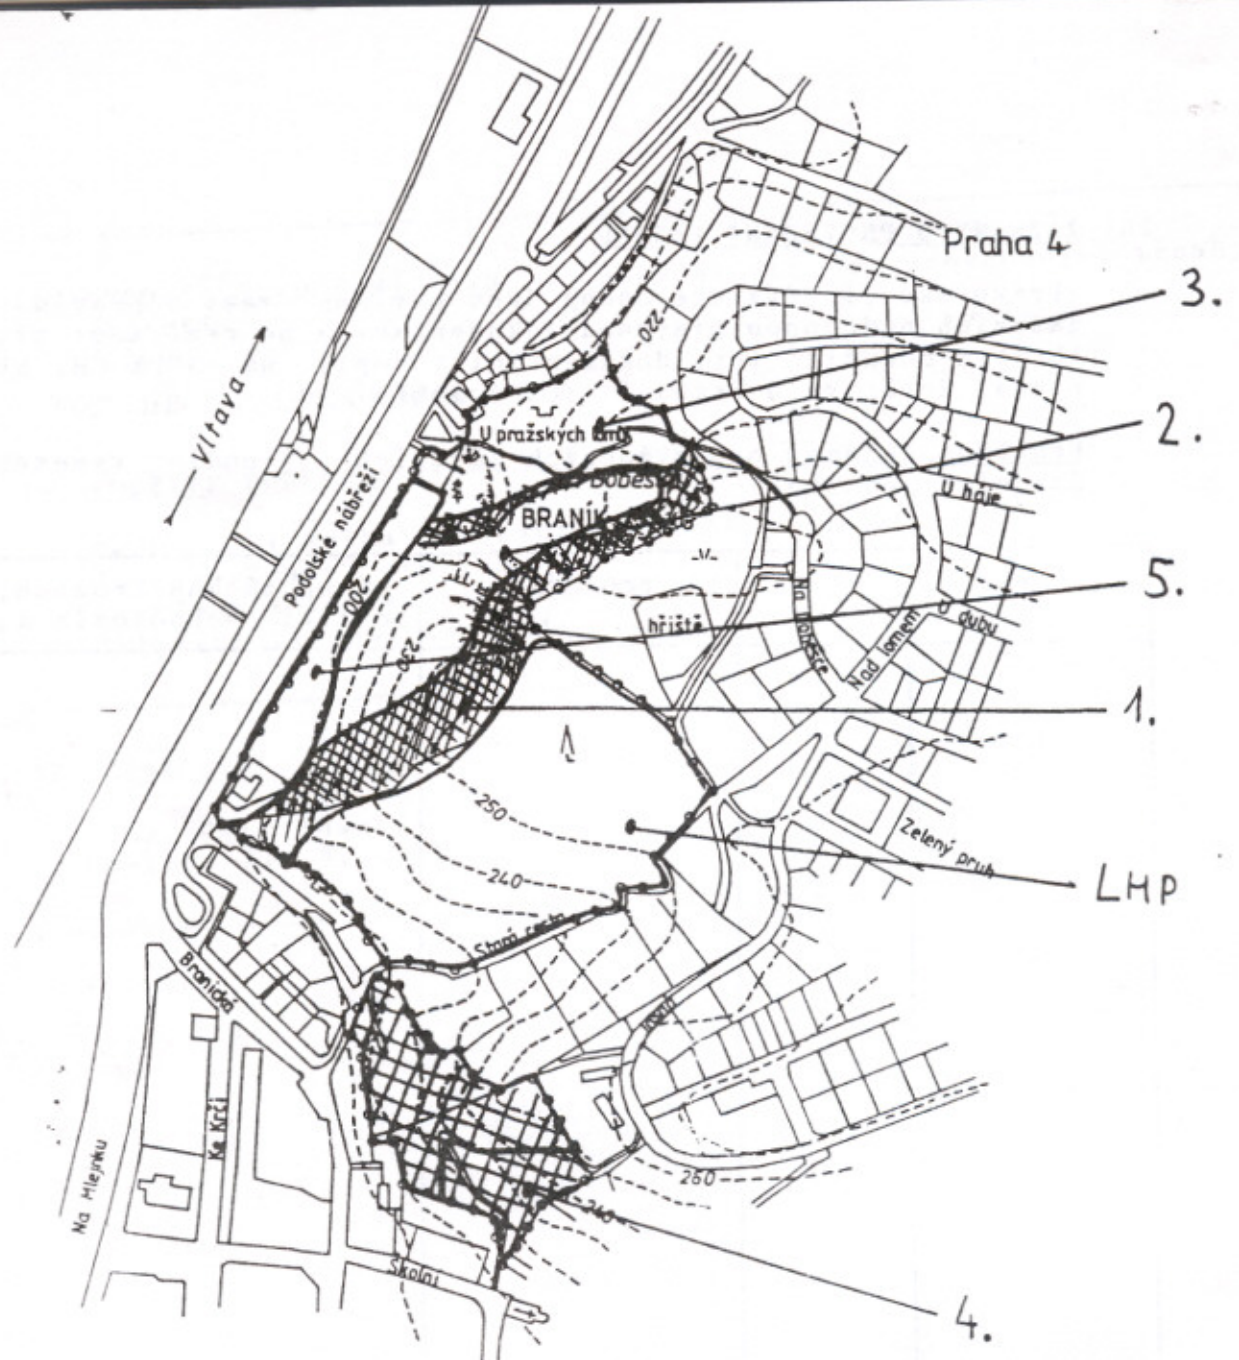 Praha 4
3.
220
Vltava
2.
U pražských
Dobeš
U háje
BRANÍK
Podolské nábřeží
200
5.
U dubu
hřiště
Na Dobešce
Nad lomem
230
1.
250
Zelený pruh
240
LHP
Stará cesta
Branická
Ke Krči
Na Mlejnku
260
240
Školní
4.